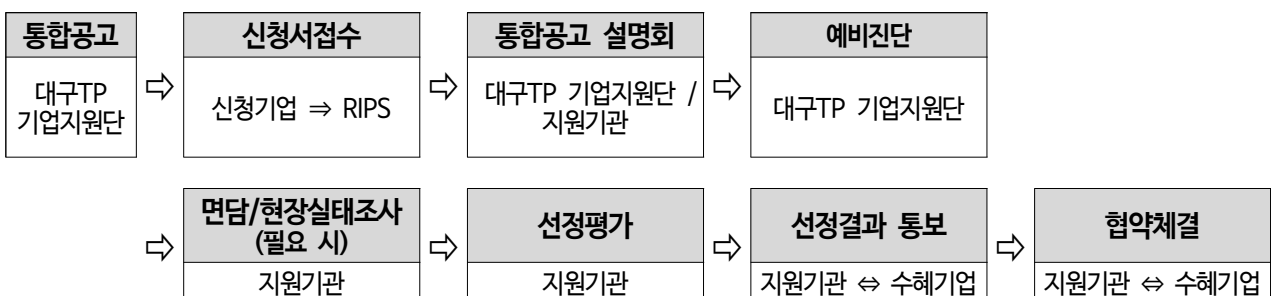 통합공고
대구TP
기업지원단
⇨
신청서접수
신청기업 ⇒ RIPS
⇨
통합공고 설명회
대구TP 기업지원단 /
지원기관
⇨
예비진단
대구TP 기업지원단
⇨
면담/현장실태조사
(필요 시)
지원기관
⇨
선정평가
지원기관
⇨
선정결과 통보
지원기관 ⇔ 수혜기업
⇨
협약체결
지원기관 ⇔ 수혜기업